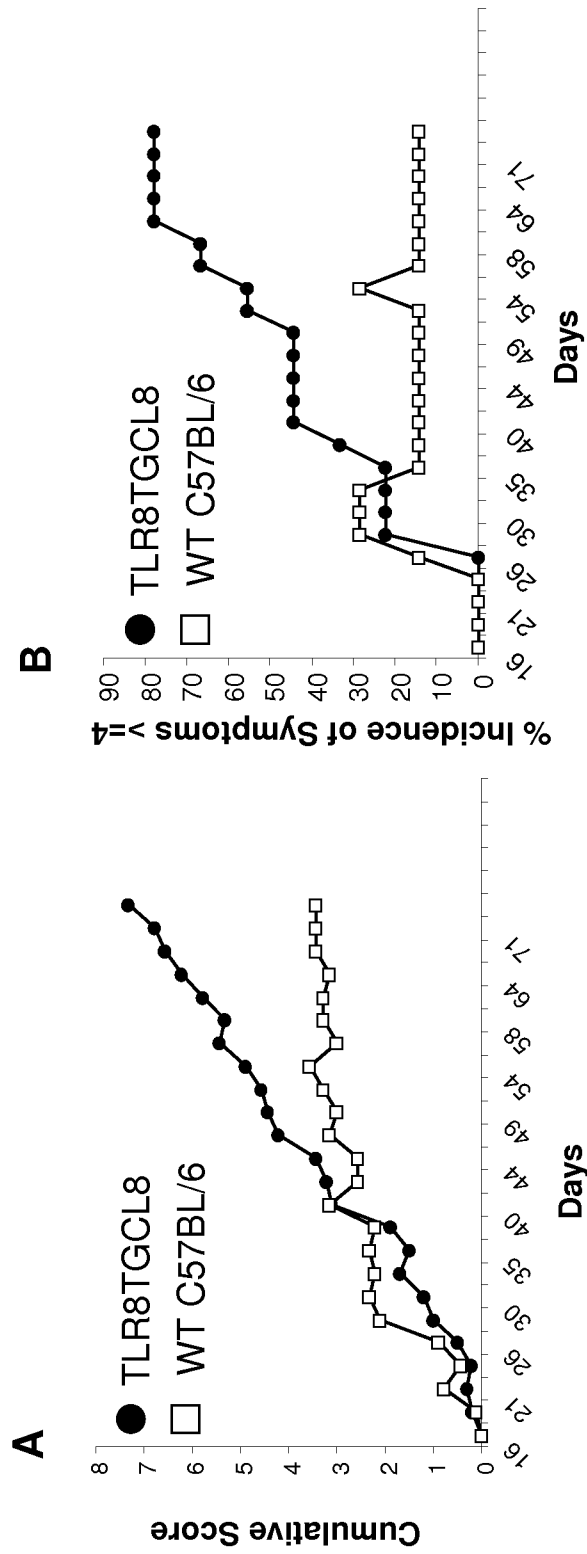 A
TLR8TGCL8
WT C57BL/6
Cumulative Score
8
7
6
5
4
3
2
1
0
16 21 26 30 35 40 44 49 54 58 64 71
Days
B
TLR8TGCL8
WT C57BL/6
% Incidence of Symptoms >=4
90
80
70
60
50
40
30
20
10
0
16 21 26 30 35 40 44 49 54 58 64 71
Days